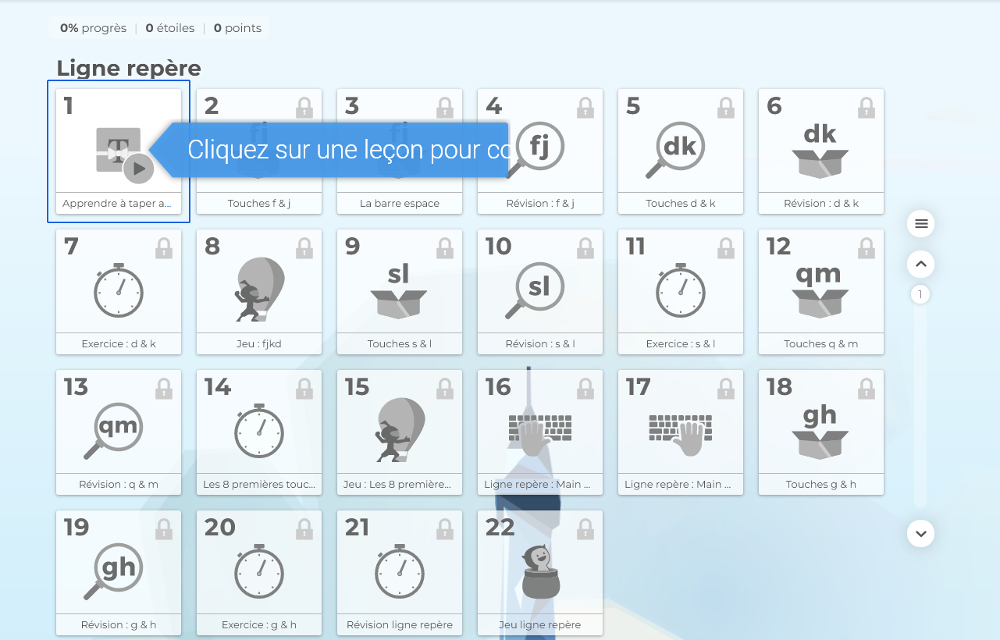 0% progrès | 0 étoiles | 0 points
Ligne repère
1
2
3
4
5
6
T
Cliquez sur une leçon pour co
fj
dk
dk
Apprendre à taper a...
Touches f & j
La barre espace
Révision : f & j
Touches d & k
Révision : d & k
7
8
9
10
11
12
sl
sl
qm
1
Exercice : d & k
Jeu : fjkd
Touches s & l
Révision : s & l
Exercice : s & l
Touches q & m
13
14
15
16
17
18
qm
gh
Révision : q & m
Les 8 premières touc...
Jeu : Les 8 première...
Ligne repère : Main ...
Ligne repère : Main ...
Touches g & h
19
20
21
22
gh
Révision : g & h
Exercice : g & h
Révision ligne repère
Jeu ligne repère